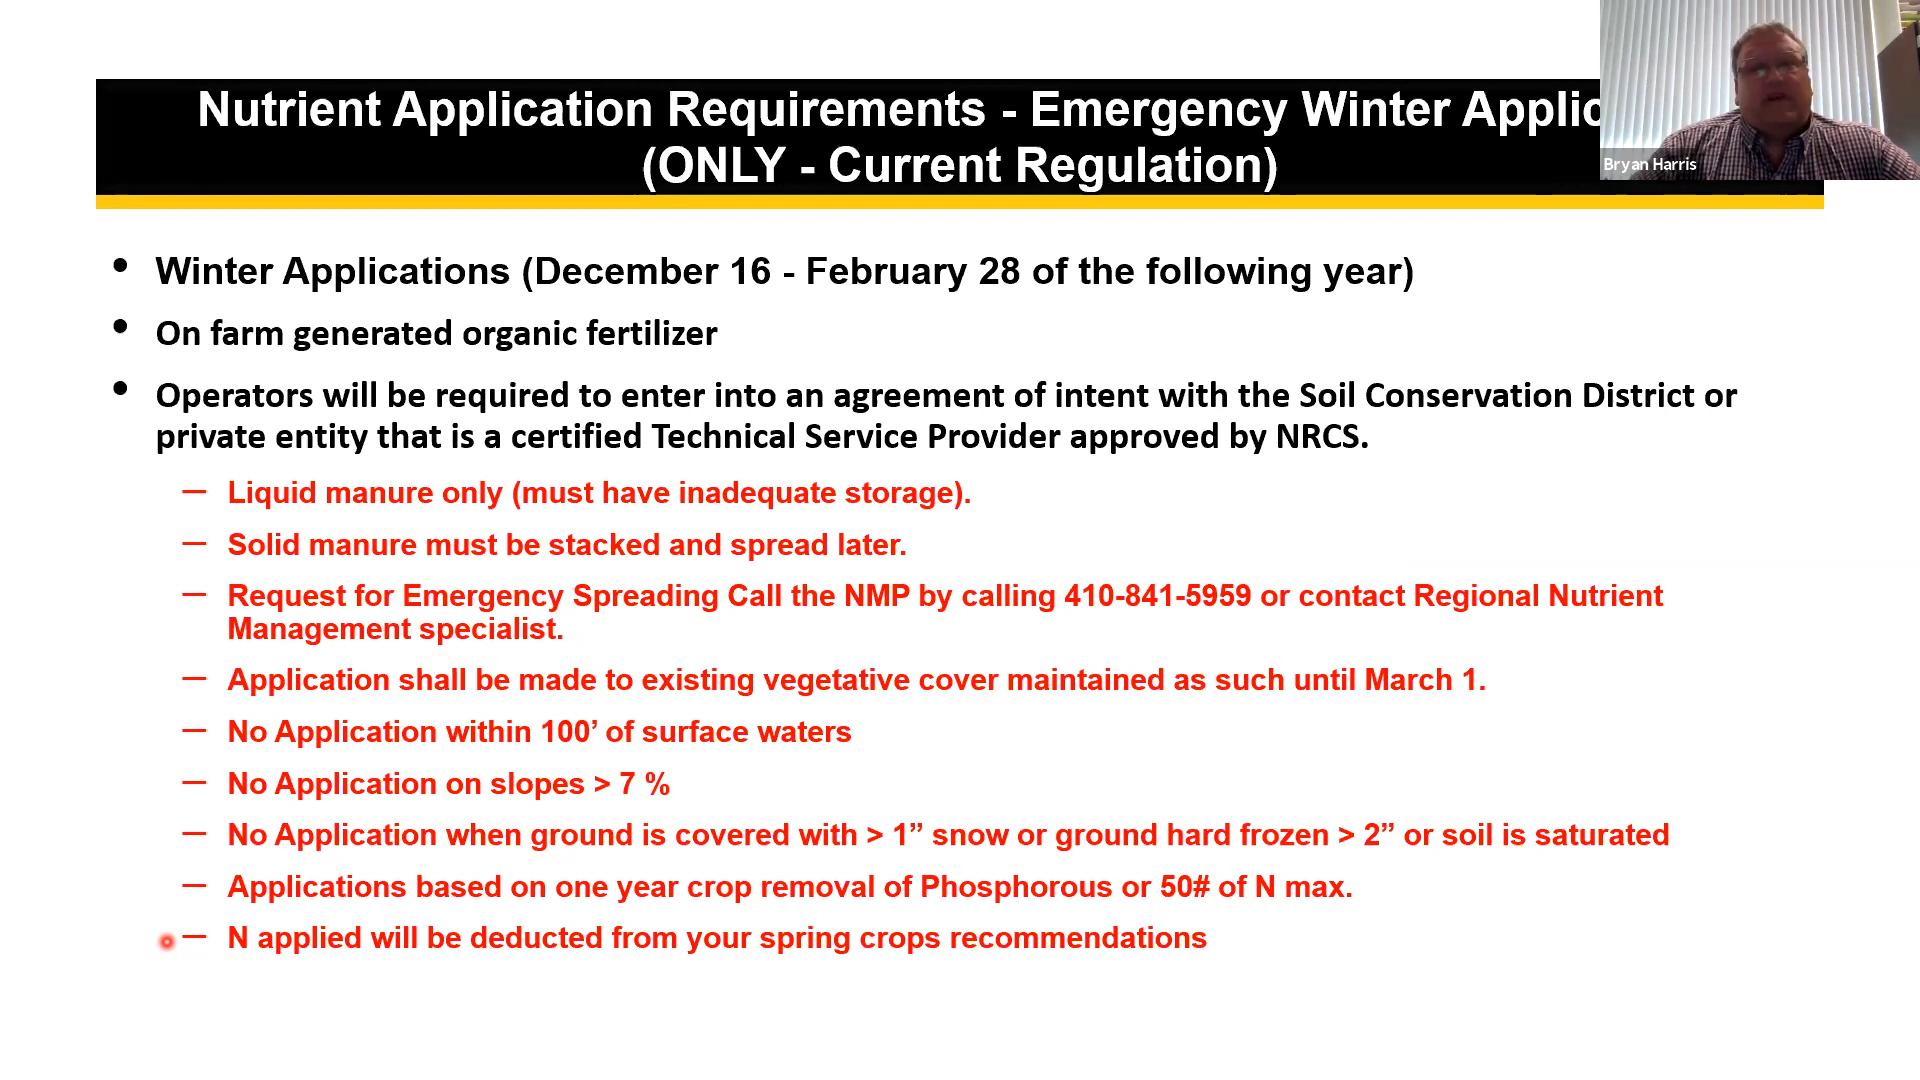 Nutrient Application Requirements - Emergency Winter Applic
(ONLY - Current Regulation)
Bryan Harris
• Winter Applications (December 16 - February 28 of the following year)
• On farm generated organic fertilizer
• Operators will be required to enter into an agreement of intent with the Soil Conservation District or
private entity that is a certified Technical Service Provider approved by NRCS.
– Liquid manure only (must have inadequate storage).
– Solid manure must be stacked and spread later.
– Request for Emergency Spreading Call the NMP by calling 410-841-5959 or contact Regional Nutrient
Management specialist.
– Application shall be made to existing vegetative cover maintained as such until March 1.
– No Application within 100’ of surface waters
– No Application on slopes > 7 %
– No Application when ground is covered with > 1” snow or ground hard frozen > 2” or soil is saturated
– Applications based on one year crop removal of Phosphorous or 50# of N max.
– N applied will be deducted from your spring crops recommendations